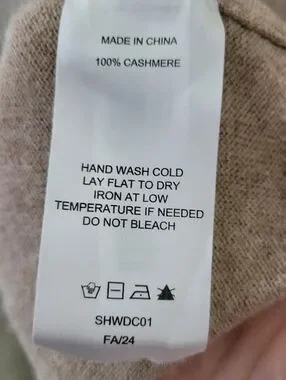 MADE IN CHINA
100% CASHMERE
HAND WASH COLD
LAY FLAT TO DRY
IRON AT LOW
TEMPERATURE IF NEEDED
DO NOT BLEACH
SHWDC01
FA/24